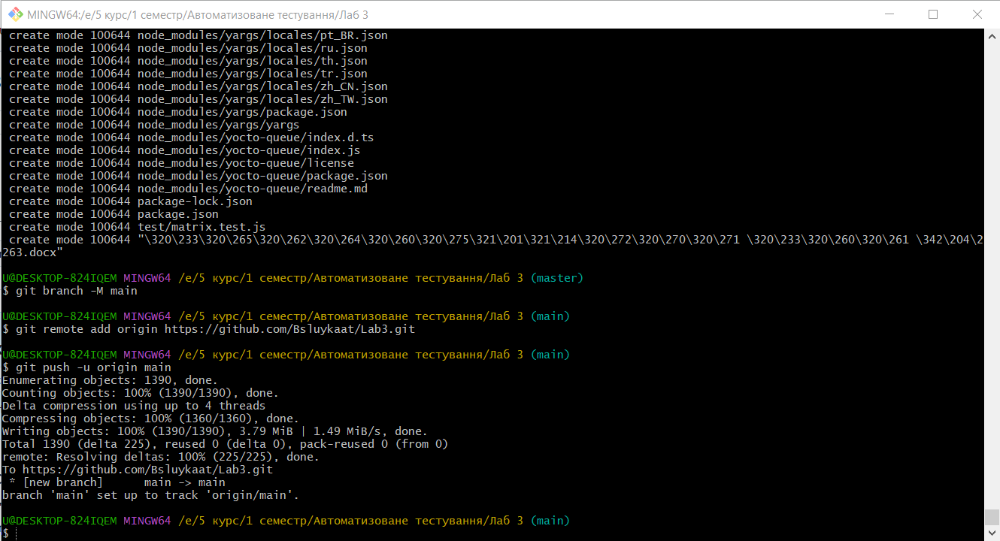 MINGW64:/e/5 курс/1 семестр/Автоматизоване тестування/Лаб 3
create mode 100644 node_modules/yargs/locales/pt_BR.json
create mode 100644 node_modules/yargs/locales/ru.json
create mode 100644 node_modules/yargs/locales/th.json
create mode 100644 node_modules/yargs/locales/tr.json
create mode 100644 node_modules/yargs/locales/zh_CN.json
create mode 100644 node_modules/yargs/locales/zh_TW.json
create mode 100644 node_modules/yargs/package.json
create mode 100644 node_modules/yargs/yargs
create mode 100644 node_modules/yocto-queue/index.d.ts
create mode 100644 node_modules/yocto-queue/index.js
create mode 100644 node_modules/yocto-queue/license
create mode 100644 node_modules/yocto-queue/package.json
create mode 100644 node_modules/yocto-queue/readme.md
create mode 100644 package-lock.json
create mode 100644 package.json
create mode 100644 test/matrix.test.js
create mode 100644 "\320\233\320\265\320\262\320\264\320\260\320\275\321\201\321\214\320\272\320\270\320\271 \320\233\320\260\320\261 \342\204\2
263.docx"
U@DESKTOP-824IQEM MINGW64 /e/5 курс/1 семестр/Автоматизоване тестування/Лаб 3 (master)
$ git branch -M main
U@DESKTOP-824IQEM MINGW64 /e/5 курс/1 семестр/Автоматизоване тестування/Лаб 3 (main)
$ git remote add origin https://github.com/Bsluykaat/Lab3.git
U@DESKTOP-824IQEM MINGW64 /e/5 курс/1 семестр/Автоматизоване тестування/Лаб 3 (main)
$ git push -u origin main
Enumerating objects: 1390, done.
Counting objects: 100% (1390/1390), done.
Delta compression using up to 4 threads
Compressing objects: 100% (1360/1360), done.
Writing objects: 100% (1390/1390), 3.79 MiB | 1.49 MiB/s, done.
Total 1390 (delta 225), reused 0 (delta 0), pack-reused 0 (from 0)
remote: Resolving deltas: 100% (225/225), done.
To https://github.com/Bsluykaat/Lab3.git
* [new branch]      main -> main
branch 'main' set up to track 'origin/main'.
U@DESKTOP-824IQEM MINGW64 /e/5 курс/1 семестр/Автоматизоване тестування/Лаб 3 (main)
$